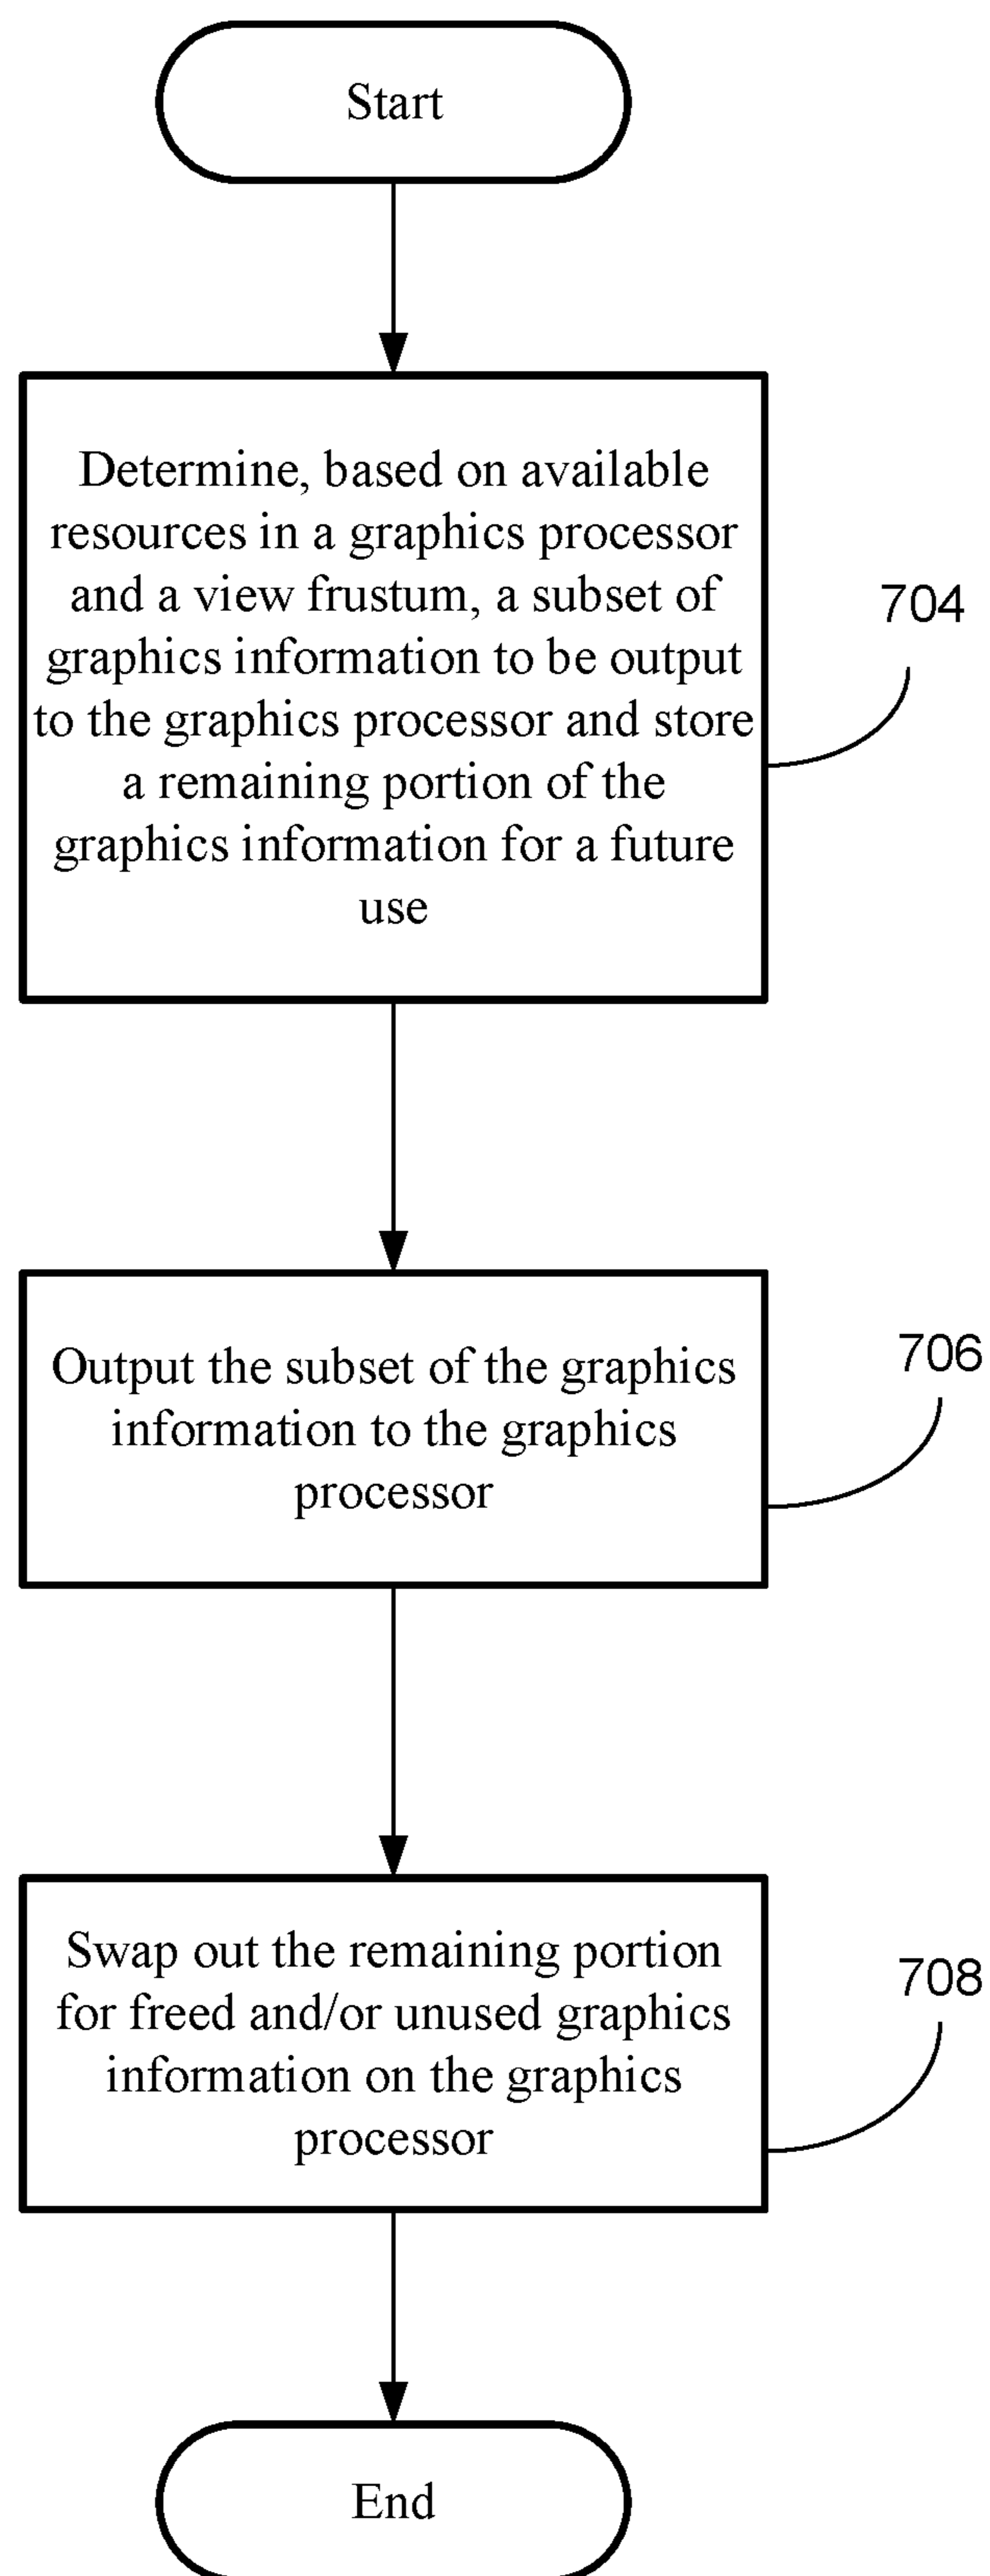 Start
Determine, based on available
resources in a graphics processor
and a view frustum, a subset of
graphics information to be output
to the graphics processor and store
a remaining portion of the
graphics information for a future
use
704
Output the subset of the graphics
information to the graphics
processor
706
Swap out the remaining portion
for freed and/or unused graphics
information on the graphics
processor
708
End